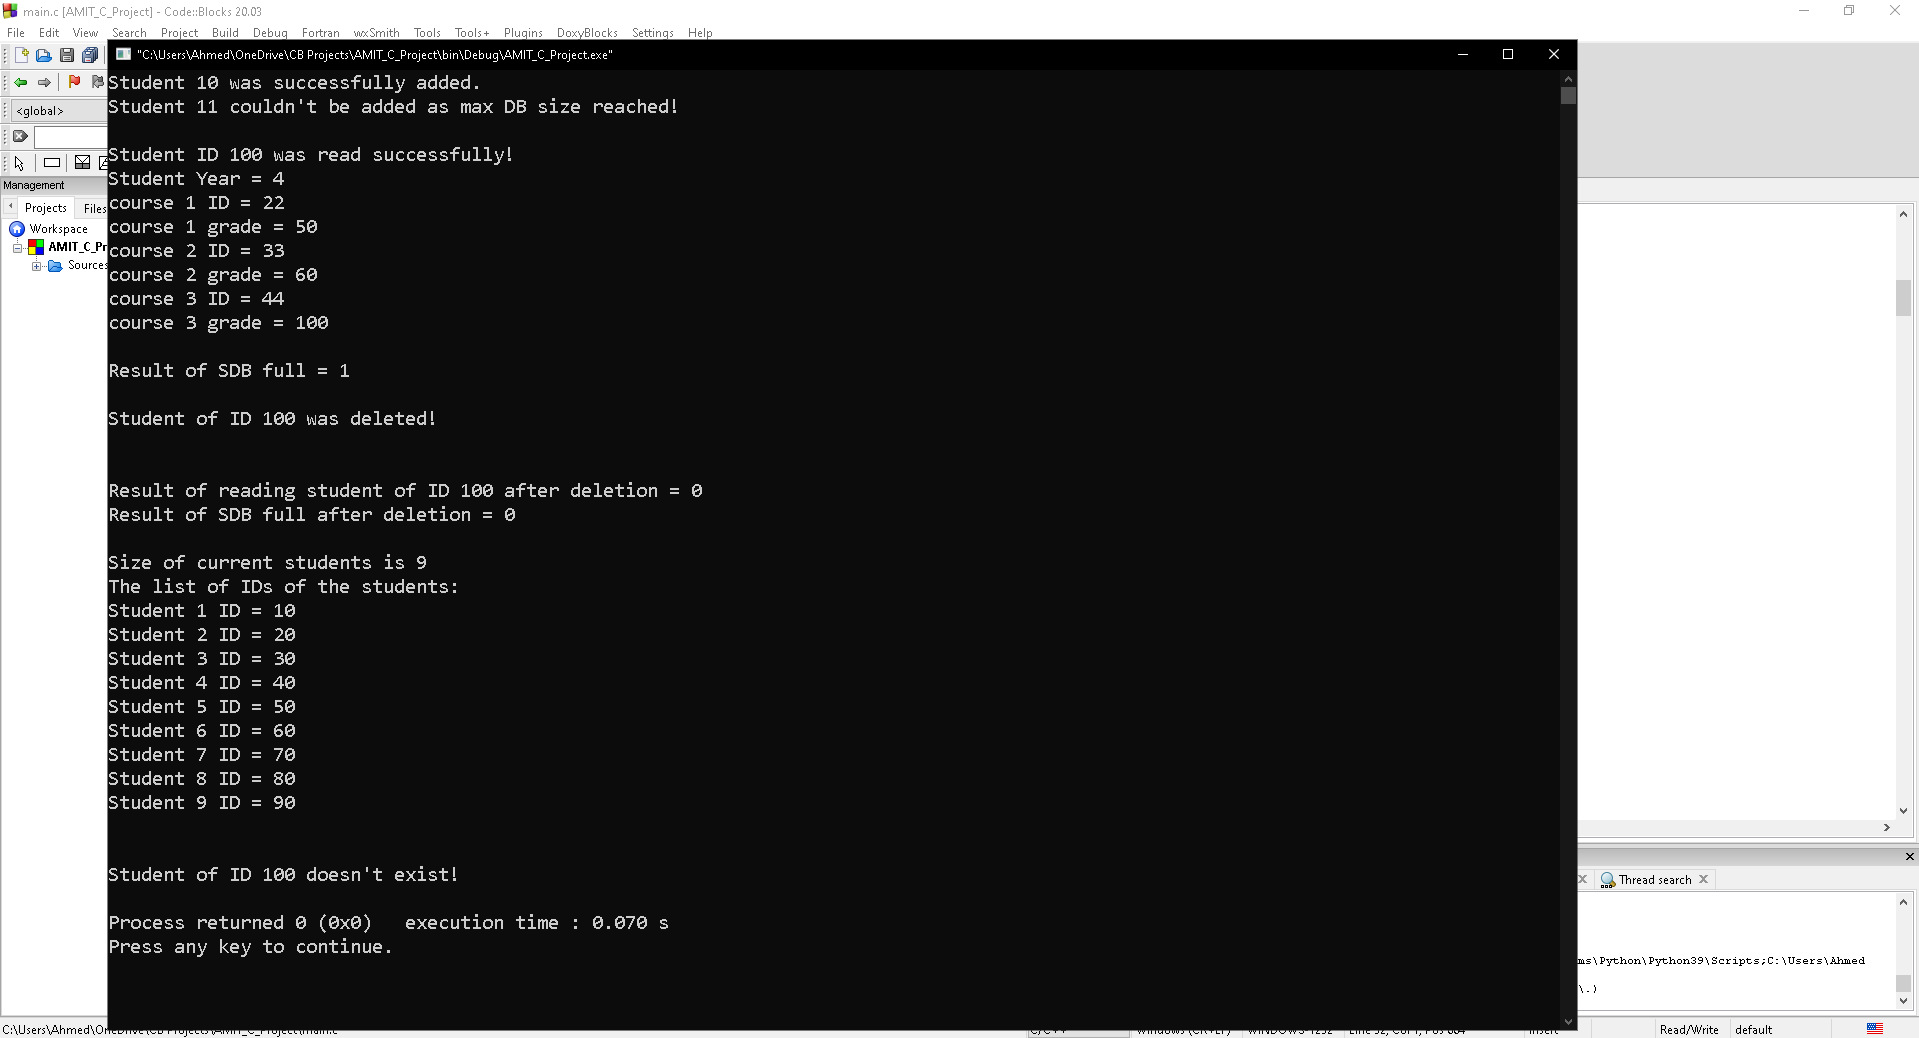 main.c [AMIT_C_Project] - Code::Blocks 20.03
File Edit View Search Project Build Debug Fortran wxSmith Tools Tools+ Plugins DoxyBlocks Settings Help
"C:\Users\Ahmed\OneDrive\CB Projects\AMIT_C_Project\bin\Debug\AMIT_C_Project.exe"
<global>
Management
Projects Files
Workspace
AMIT_C_Pr
Sources
Student 10 was successfully added.
Student 11 couldn't be added as max DB size reached!
Student ID 100 was read successfully!
Student Year = 4
course 1 ID = 22
course 1 grade = 50
course 2 ID = 33
course 2 grade = 60
course 3 ID = 44
course 3 grade = 100
Result of SDB full = 1
Student of ID 100 was deleted!
Result of reading student of ID 100 after deletion = 0
Result of SDB full after deletion = 0
Size of current students is 9
The list of IDs of the students:
Student 1 ID = 10
Student 2 ID = 20
Student 3 ID = 30
Student 4 ID = 40
Student 5 ID = 50
Student 6 ID = 60
Student 7 ID = 70
Student 8 ID = 80
Student 9 ID = 90
Student of ID 100 doesn't exist!
Process returned 0 (0x0)   execution time : 0.070 s
Press any key to continue.
Thread search
ms\Python\Python39\Scripts;C:\Users\Ahmed
\.)
C:\Users\Ahmed\OneDrive\CB Projects\AMIT_C_Project\main.c
Read/Write default